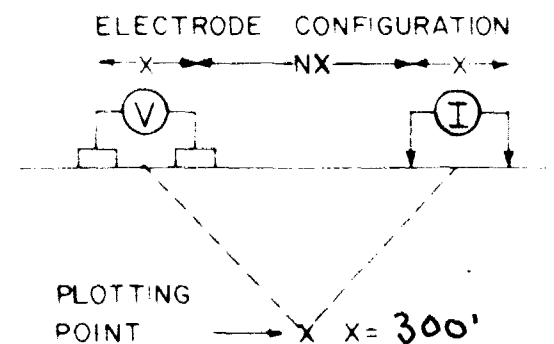 ELECTRODE CONFIGURATION
X NX X
V I
PLOTTING
POINT X X = 300'